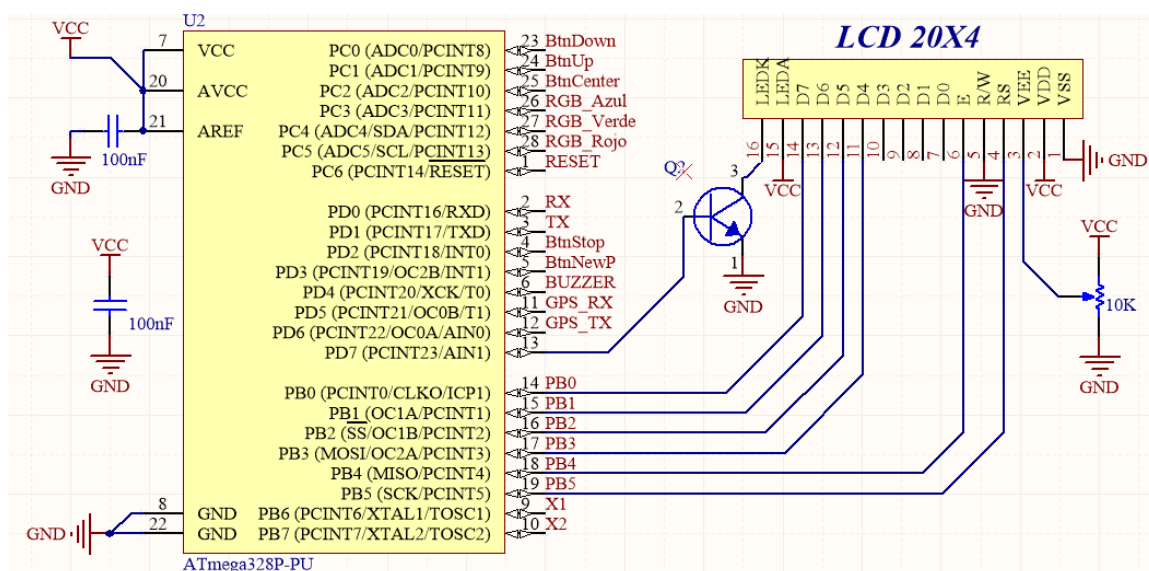 U2
VCC
7
VCC
20
AVCC
21
AREF
100nF
GND
VCC
100nF
GND
8
GND
22
GND
GND
PC0 (ADC0/PCINT8)
23
BtnDown
PC1 (ADC1/PCINT9)
24
BtnUp
PC2 (ADC2/PCINT10)
25
BtnCenter
PC3 (ADC3/PCINT11)
26
RGB_Azul
PC4 (ADC4/SDA/PCINT12)
27
RGB_Verde
PC5 (ADC5/SCL/PCINT13)
28
RGB_Rojo
PC6 (PCINT14/RESET)
1
RESET
PD0 (PCINT16/RXD)
2
RX
PD1 (PCINT17/TXD)
3
TX
PD2 (PCINT18/INT0)
4
BtnStop
PD3 (PCINT19/OC2B/INT1)
5
BtnNewP
PD4 (PCINT20/XCK/T0)
6
BUZZER
PD5 (PCINT21/OC0B/T1)
11
GPS_RX
PD6 (PCINT22/OC0A/AIN0)
12
GPS_TX
PD7 (PCINT23/AIN1)
13
PB0 (PCINT0/CLKO/ICP1)
14
PB0
PB1 (OC1A/PCINT1)
15
PB1
PB2 (SS/OC1B/PCINT2)
16
PB2
PB3 (MOSI/OC2A/PCINT3)
17
PB3
PB4 (MISO/PCINT4)
18
PB4
PB5 (SCK/PCINT5)
19
PB5
PB6 (PCINT6/XTAL1/TOSC1)
9
X1
PB7 (PCINT7/XTAL2/TOSC2)
10
X2
ATmega328P-PU
LCD 20X4
LEDK
LEDA
D7
D6
D5
D4
D3
D2
D1
D0
E
R/W
RS
VEE
VDD
VSS
16
15
14
13
12
11
10
9
8
7
6
5
4
3
2
1
VCC
GND
VCC
GND
3
2
1
GND
VCC
10K
GND